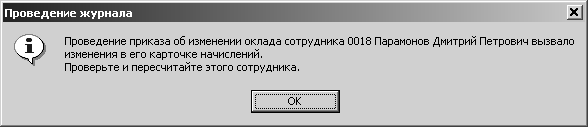 Проведение журнала
Проведение приказа об изменении оклада сотрудника 0018 Парамонов Дмитрий Петрович вызвало
изменения в его карточке начислений.
Проверьте и пересчитайте этого сотрудника.
OK